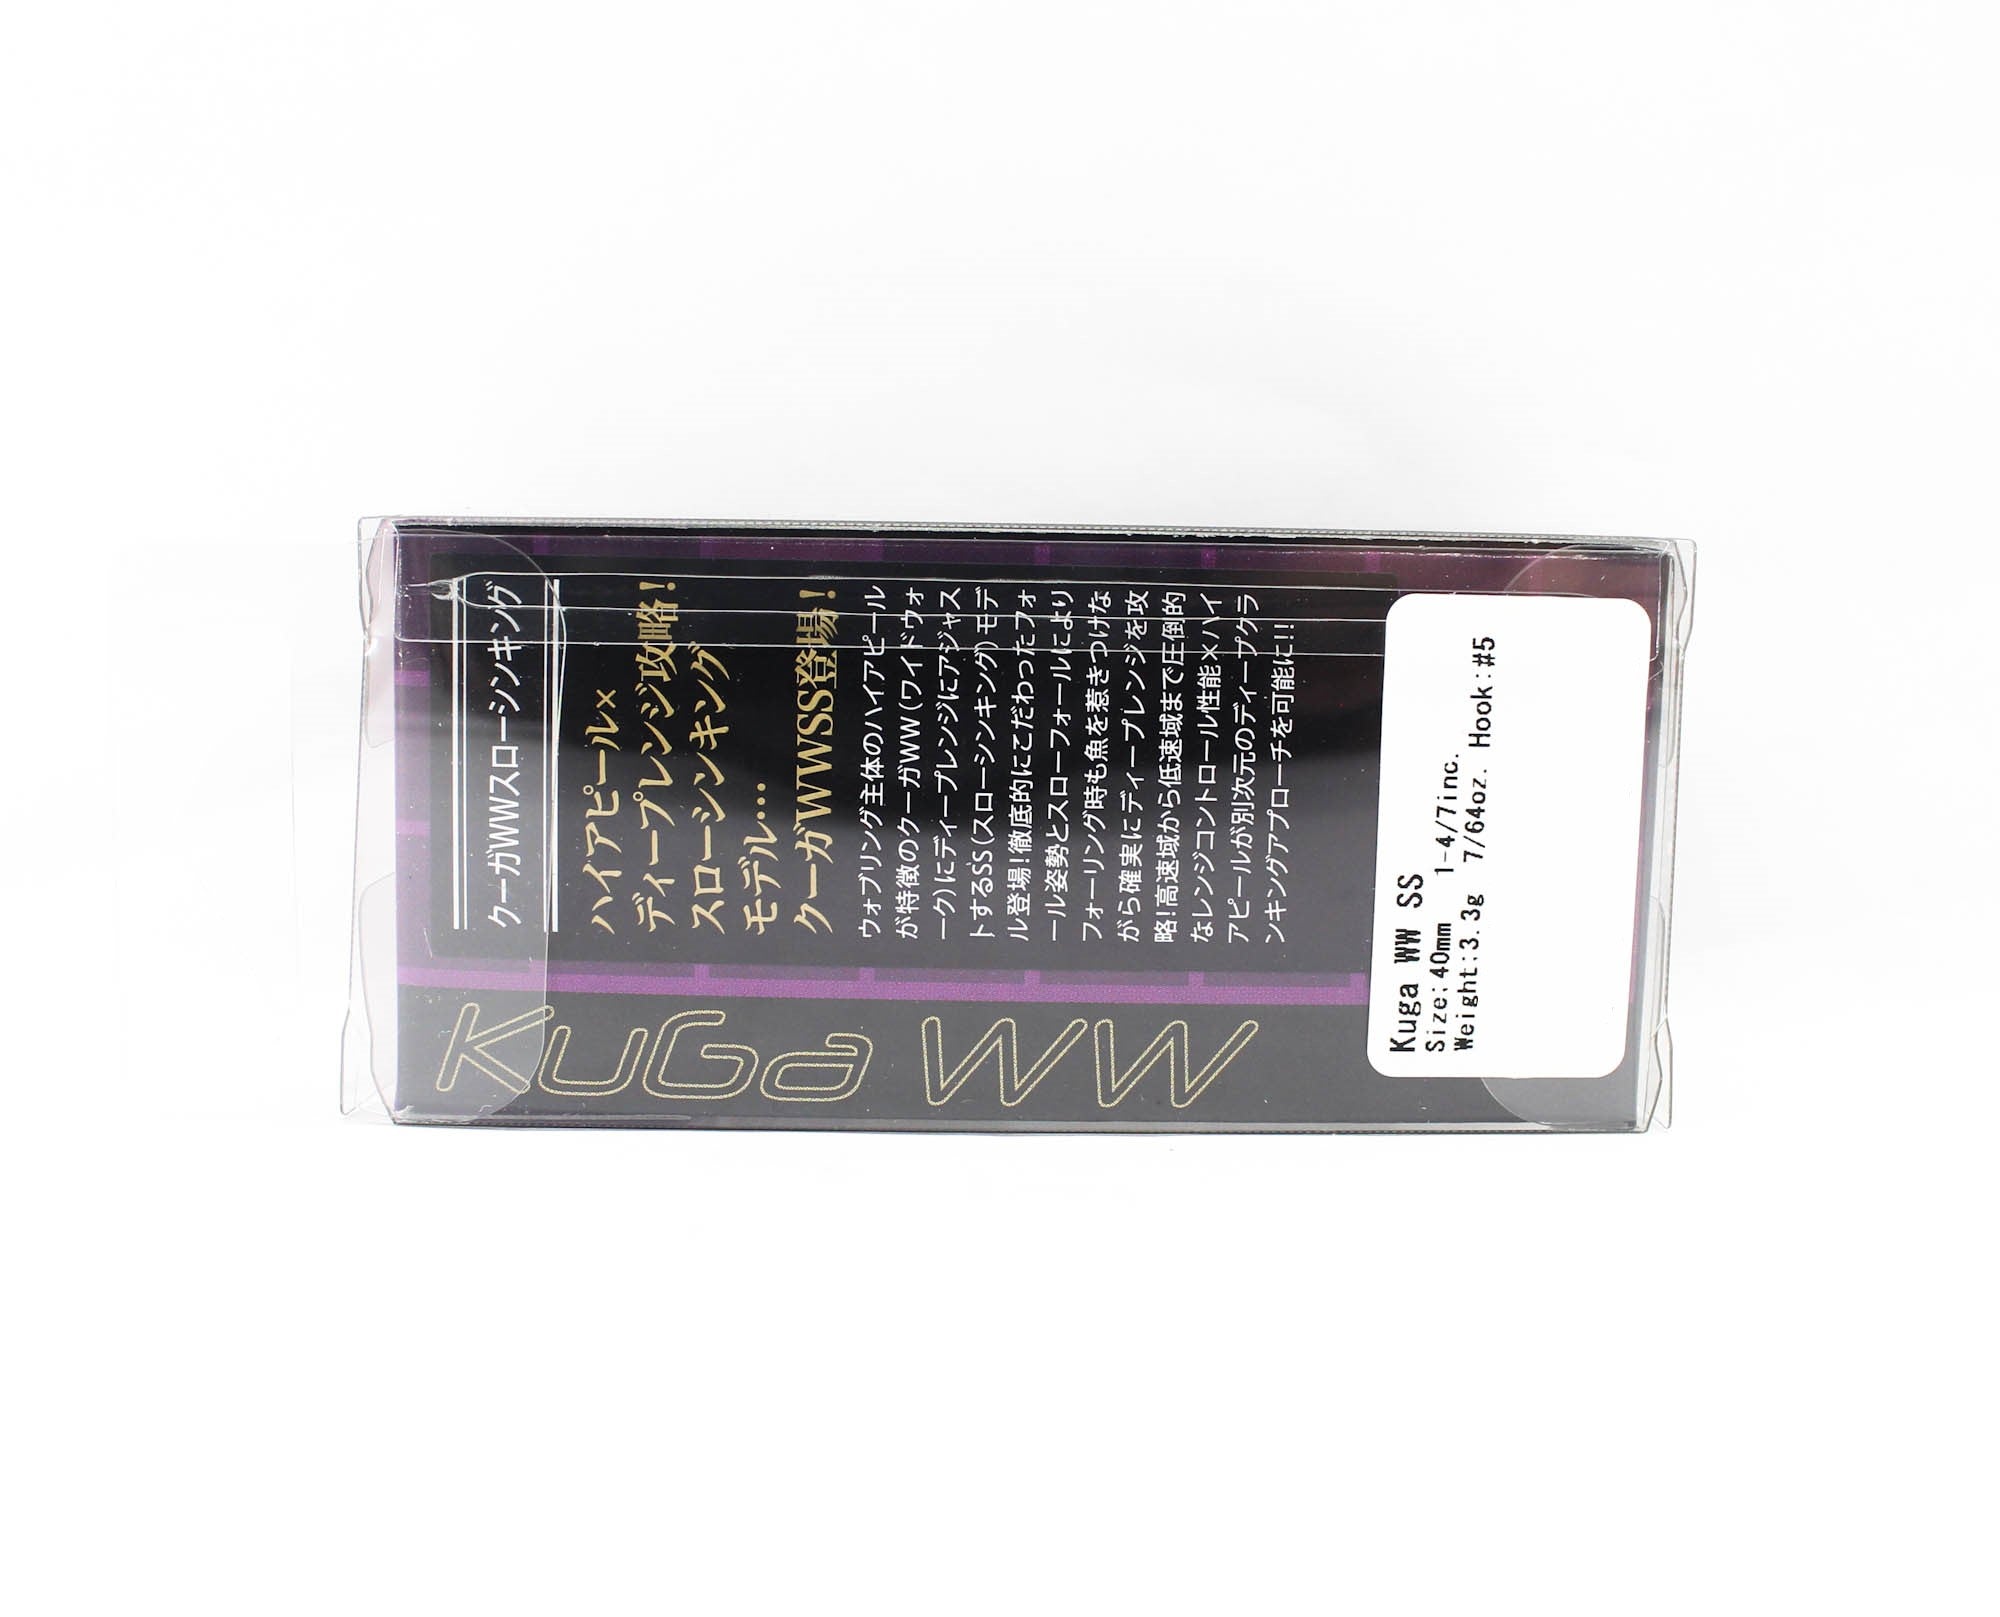 クーガWWスローシンキング
ハイアピール×
ディープレンジ攻略!
スローシンキング
モデル…
クーガWWSS登場!
ウォブリング主体のハイアピール
が特徴のクーガWW(ワイドウォ
ーク)にディープレンジにアジャス
トするSS(スローシンキング)モデ
ル登場!徹底的にこだわったフォ
ール姿勢とスローフォールにより
フォーリング時も魚を惹きつけな
がら確実にディープレンジを攻
略!高速域から低速域まで圧倒的
なレンジコントロール性能×ハイ
アピールが別次元のディープクラ
ンキングアプローチを可能に!!
KuGa WW
Kuga WW SS
Size:40mm 1-4/7inc.
Weight:3.3g 7/64oz. Hook:#5